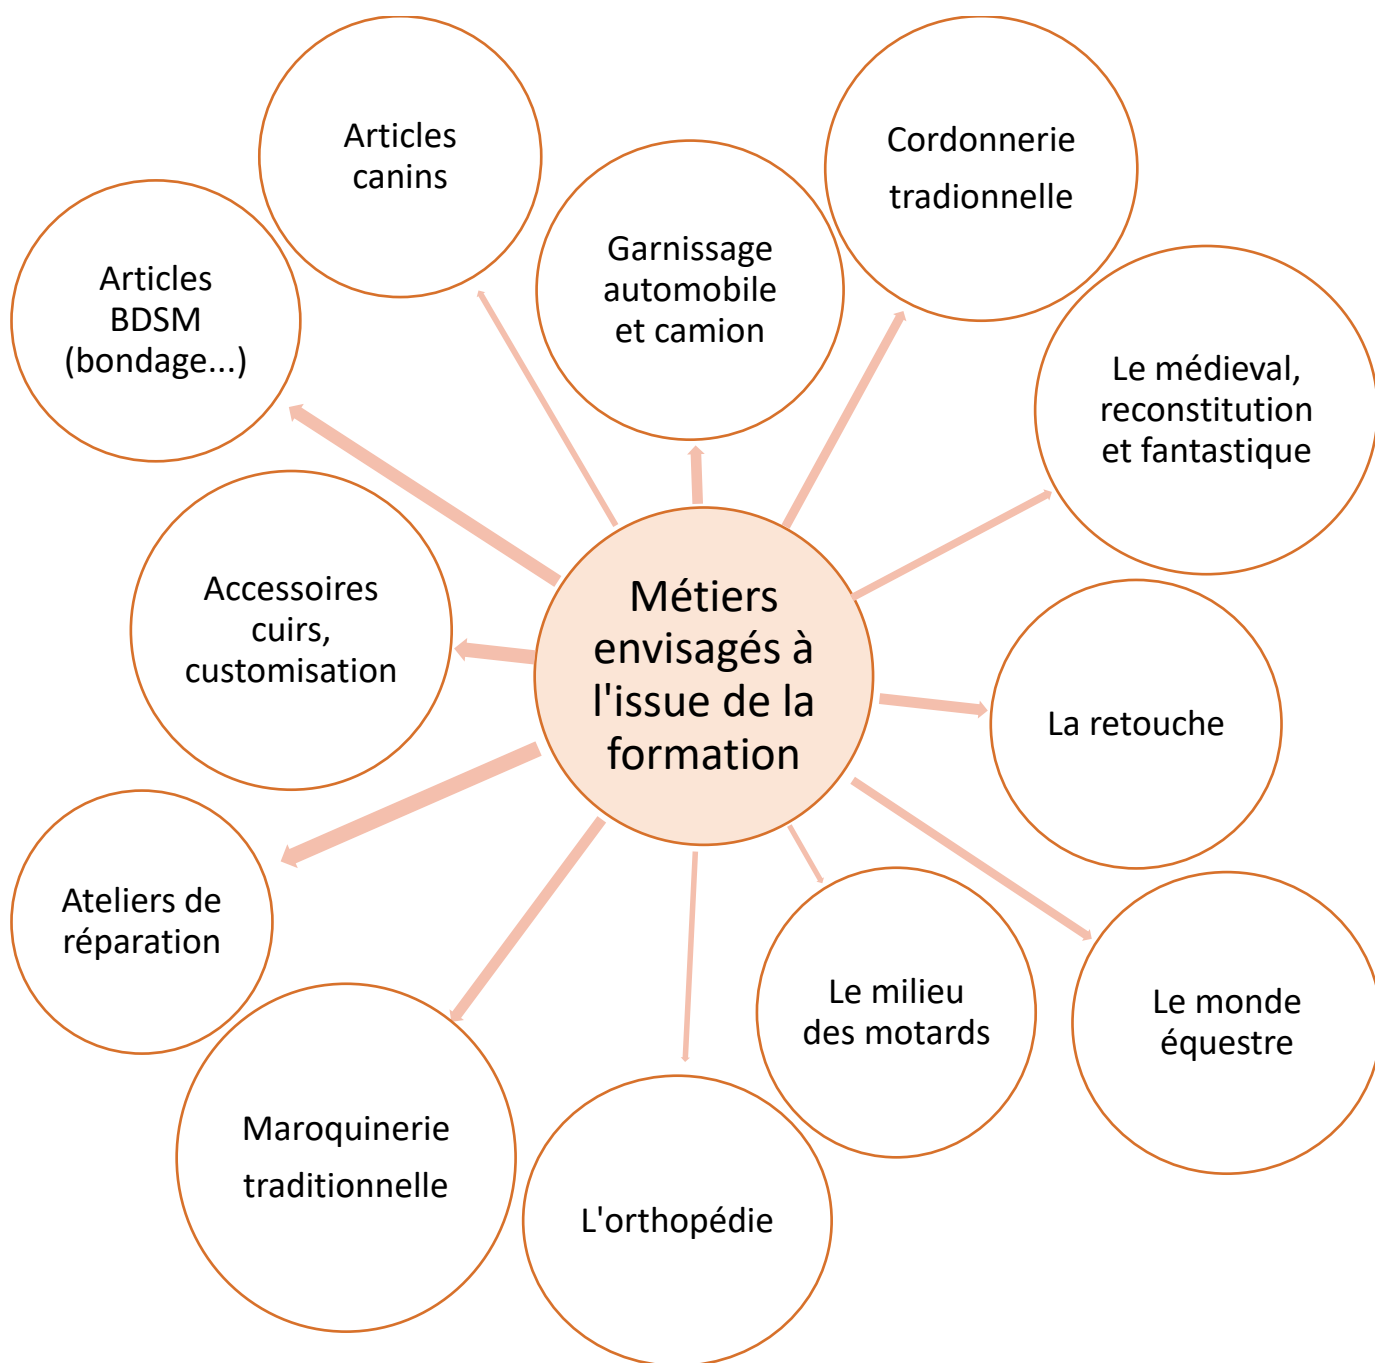 Articles
canins
Cordonnerie
tradionnelle
Garnissage
automobile
et camion
Articles
BDSM
(bondage...)
Le médieval,
reconstitution
et fantastique
Métiers
envisagés à
l'issue de la
formation
Accessoires
cuirs,
customisation
La retouche
Ateliers de
réparation
Le milieu
des motards
Le monde
équestre
Maroquinerie
traditionnelle
L'orthopédie